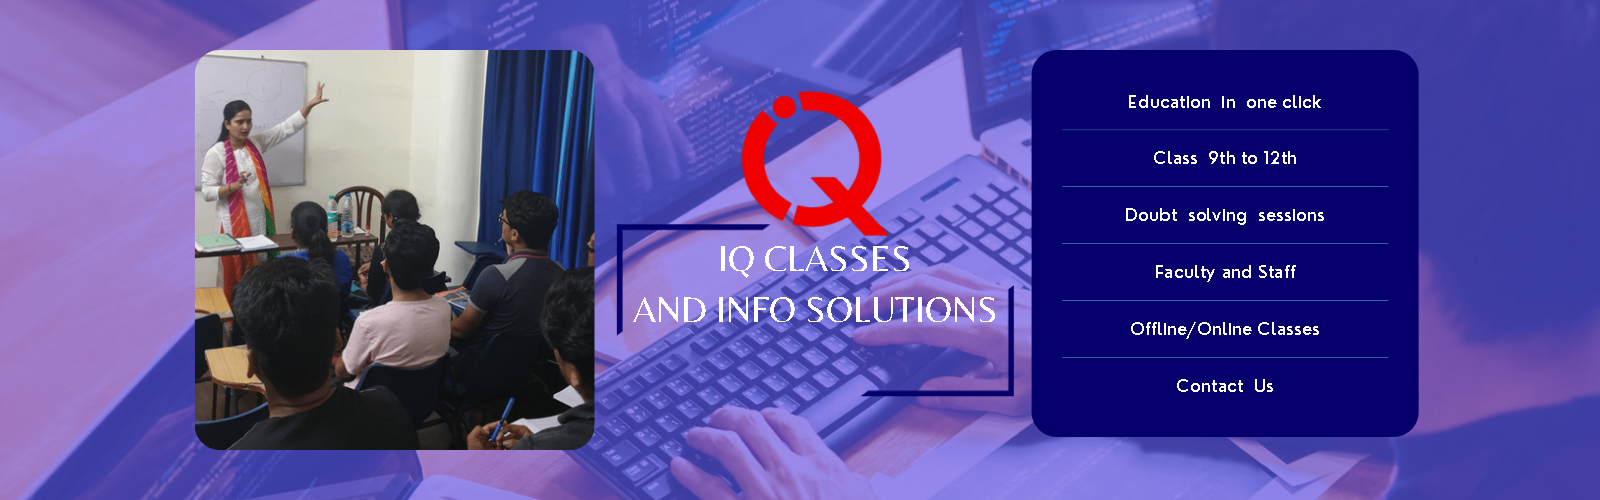 IQ
IQ CLASSES
AND INFO SOLUTIONS
Education in one click
Class 9th to 12th
Doubt solving sessions
Faculty and Staff
Offline/Online Classes
Contact Us